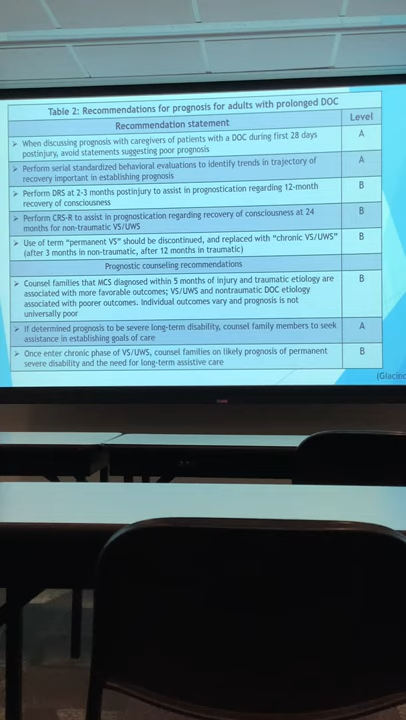 Table 2: Recommendations for prognosis for adults with prolonged DOC
Recommendation statement
Level
➢ When discussing prognosis with caregivers of patients with a DOC during first 28 days
postinjury, avoid statements suggesting poor prognosis
A
➢ Perform serial standardized behavioral evaluations to identify trends in trajectory of
recovery important in establishing prognosis
A
➢ Perform DRS at 2-3 months postinjury to assist in prognostication regarding 12-month
recovery of consciousness
B
➢ Perform CRS-R to assist in prognostication regarding recovery of consciousness at 24
months for non-traumatic VS/UWS
B
➢ Use of term "permanent VS" should be discontinued, and replaced with "chronic VS/UWS"
(after 3 months in non-traumatic, after 12 months in traumatic)
B
Prognostic counseling recommendations
➢ Counsel families that MCS diagnosed within 5 months of injury and traumatic etiology are
associated with more favorable outcomes; VS/UWS and nontraumatic DOC etiology
associated with poorer outcomes. Individual outcomes vary and prognosis is not
universally poor
B
➢ If determined prognosis to be severe long-term disability, counsel family members to seek
assistance in establishing goals of care
A
➢ Once enter chronic phase of VS/UWS, counsel families on likely prognosis of permanent
severe disability and the need for long-term assistive care
B
(Giacino